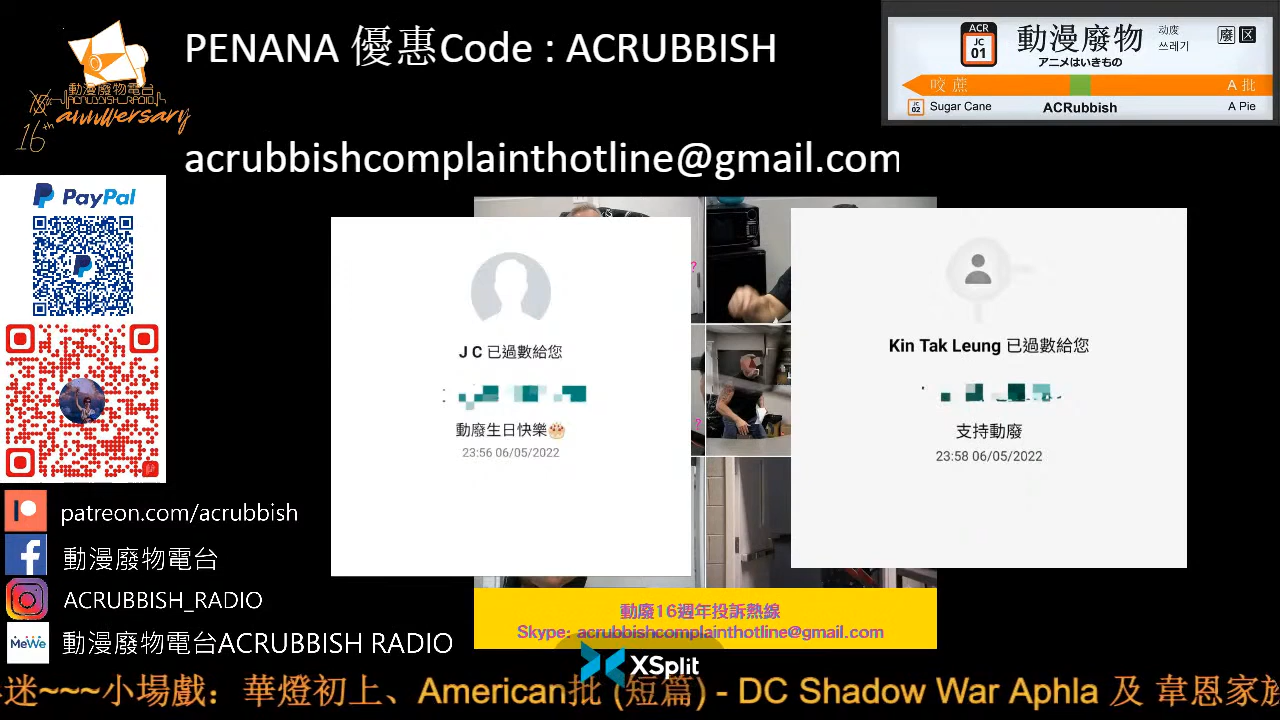 PENANA 優惠Code : ACRUBBISH
動漫廢物電台
ACRUBBISH_RADIO
16th anniversary
ACR
JC
01
動漫廢物
动废
쓰레기
廢 区
アニメはいきもの
咬蔗
A 批
JC
02
Sugar Cane
ACRubbish
A Pie
acrubbishcomplainthotline@gmail.com
PayPal
J C 已過數給您
動廢生日快樂🎂
23:56 06/05/2022
Kin Tak Leung 已過數給您
支持動廢
23:58 06/05/2022
?
?
patreon.com/acrubbish
動漫廢物電台
ACRUBBISH_RADIO
MeWe
動漫廢物電台ACRUBBISH RADIO
動廢16週年投訴熱線
Skype: acrubbishcomplainthotline@gmail.com
XSplit
迷~~~小場戲：華燈初上、American批 (短篇) - DC Shadow War Aphla 及 韋恩家族